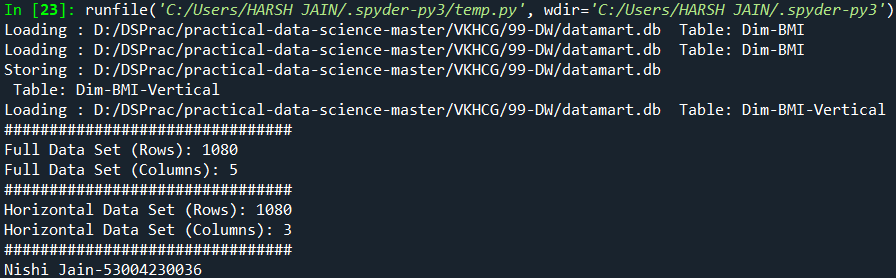 In [23]: runfile('C:/Users/HARSH JAIN/.spyder-py3/temp.py', wdir='C:/Users/HARSH JAIN/.spyder-py3')
Loading : D:/DSPrac/practical-data-science-master/VKHCG/99-DW/datamart.db  Table: Dim-BMI
Loading : D:/DSPrac/practical-data-science-master/VKHCG/99-DW/datamart.db  Table: Dim-BMI
Storing : D:/DSPrac/practical-data-science-master/VKHCG/99-DW/datamart.db
 Table: Dim-BMI-Vertical
Loading : D:/DSPrac/practical-data-science-master/VKHCG/99-DW/datamart.db  Table: Dim-BMI-Vertical
################################
Full Data Set (Rows): 1080
Full Data Set (Columns): 5
################################
Horizontal Data Set (Rows): 1080
Horizontal Data Set (Columns): 3
################################
Nishi Jain-53004230036